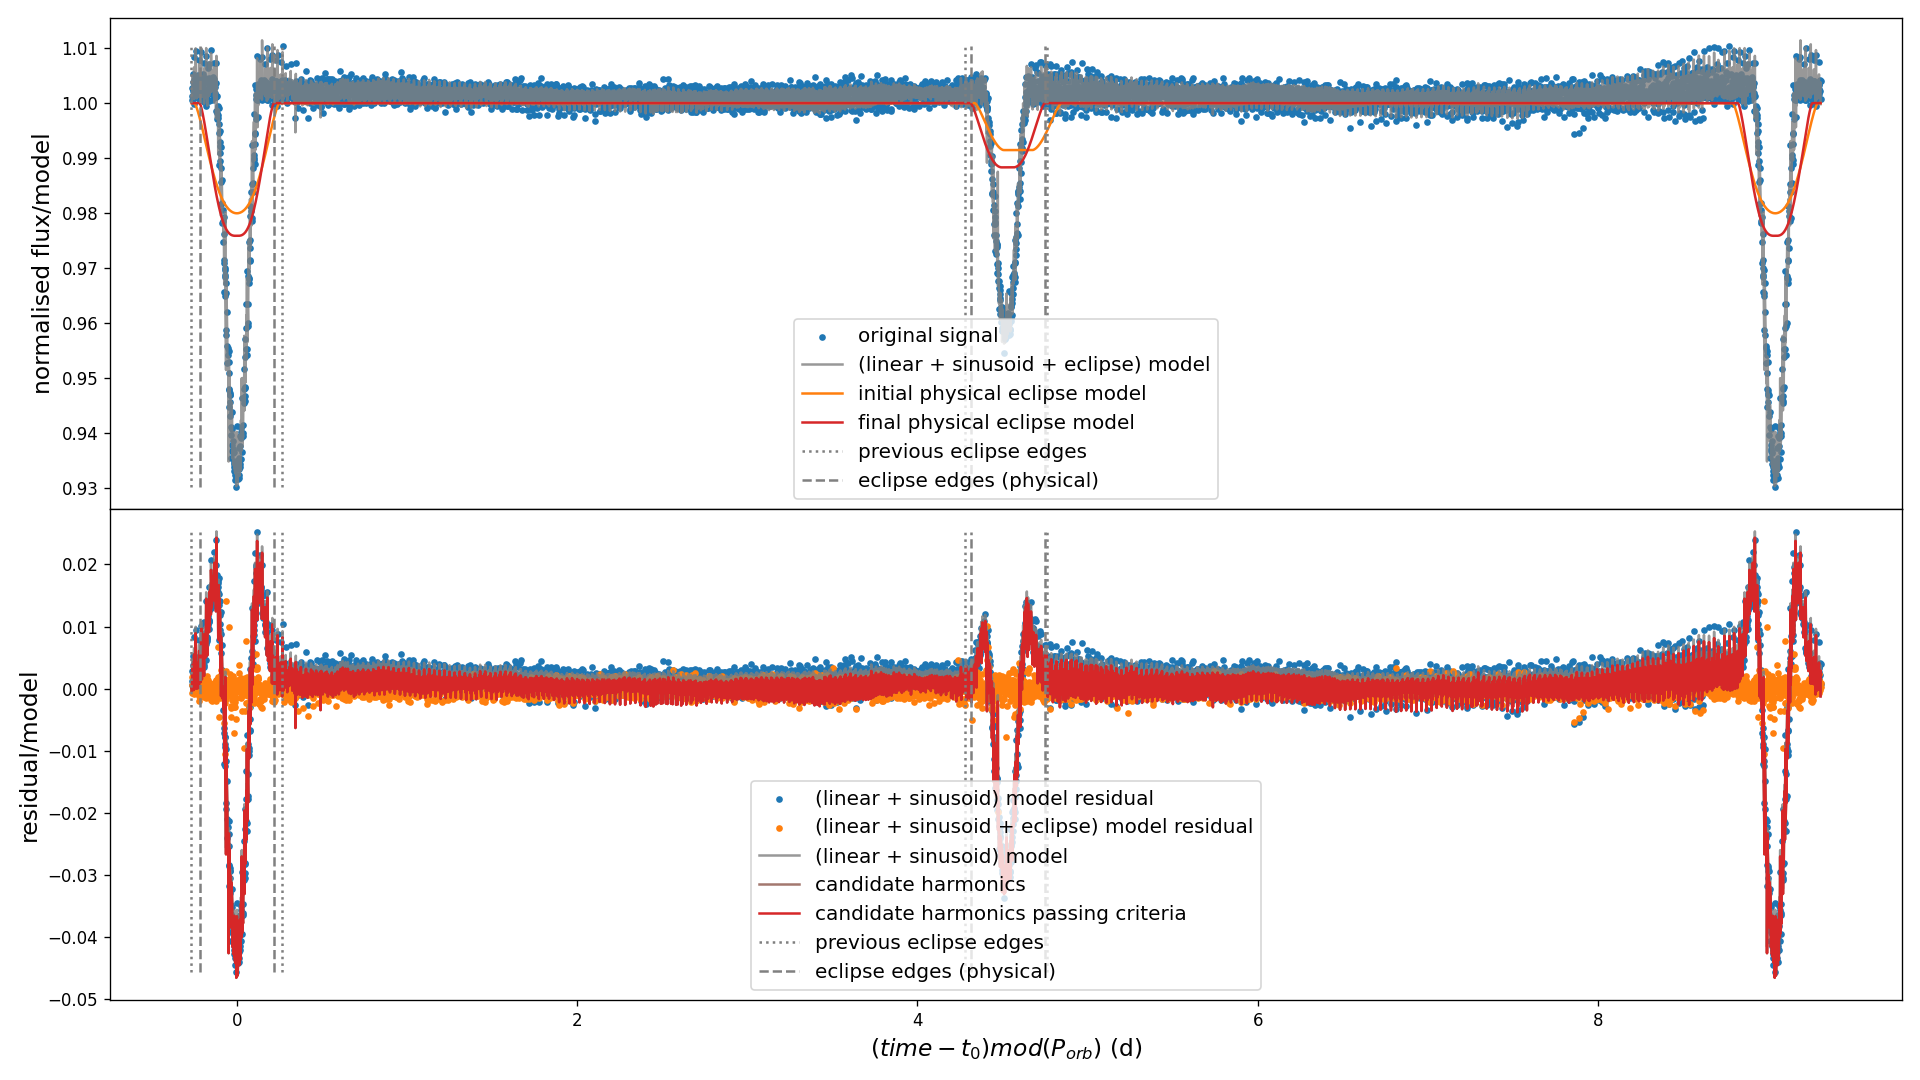 normalised flux/model
1.01
1.00
0.99
0.98
0.97
0.96
0.95
0.94
0.93
original signal
(linear + sinusoid + eclipse) model
initial physical eclipse model
final physical eclipse model
previous eclipse edges
eclipse edges (physical)
residual/model
0.02
0.01
0.00
−0.01
−0.02
−0.03
−0.04
−0.05
(linear + sinusoid) model residual
(linear + sinusoid + eclipse) model residual
(linear + sinusoid) model
candidate harmonics
candidate harmonics passing criteria
previous eclipse edges
eclipse edges (physical)
0 2 4 6 8
(time − t₀)mod(P_orb) (d)